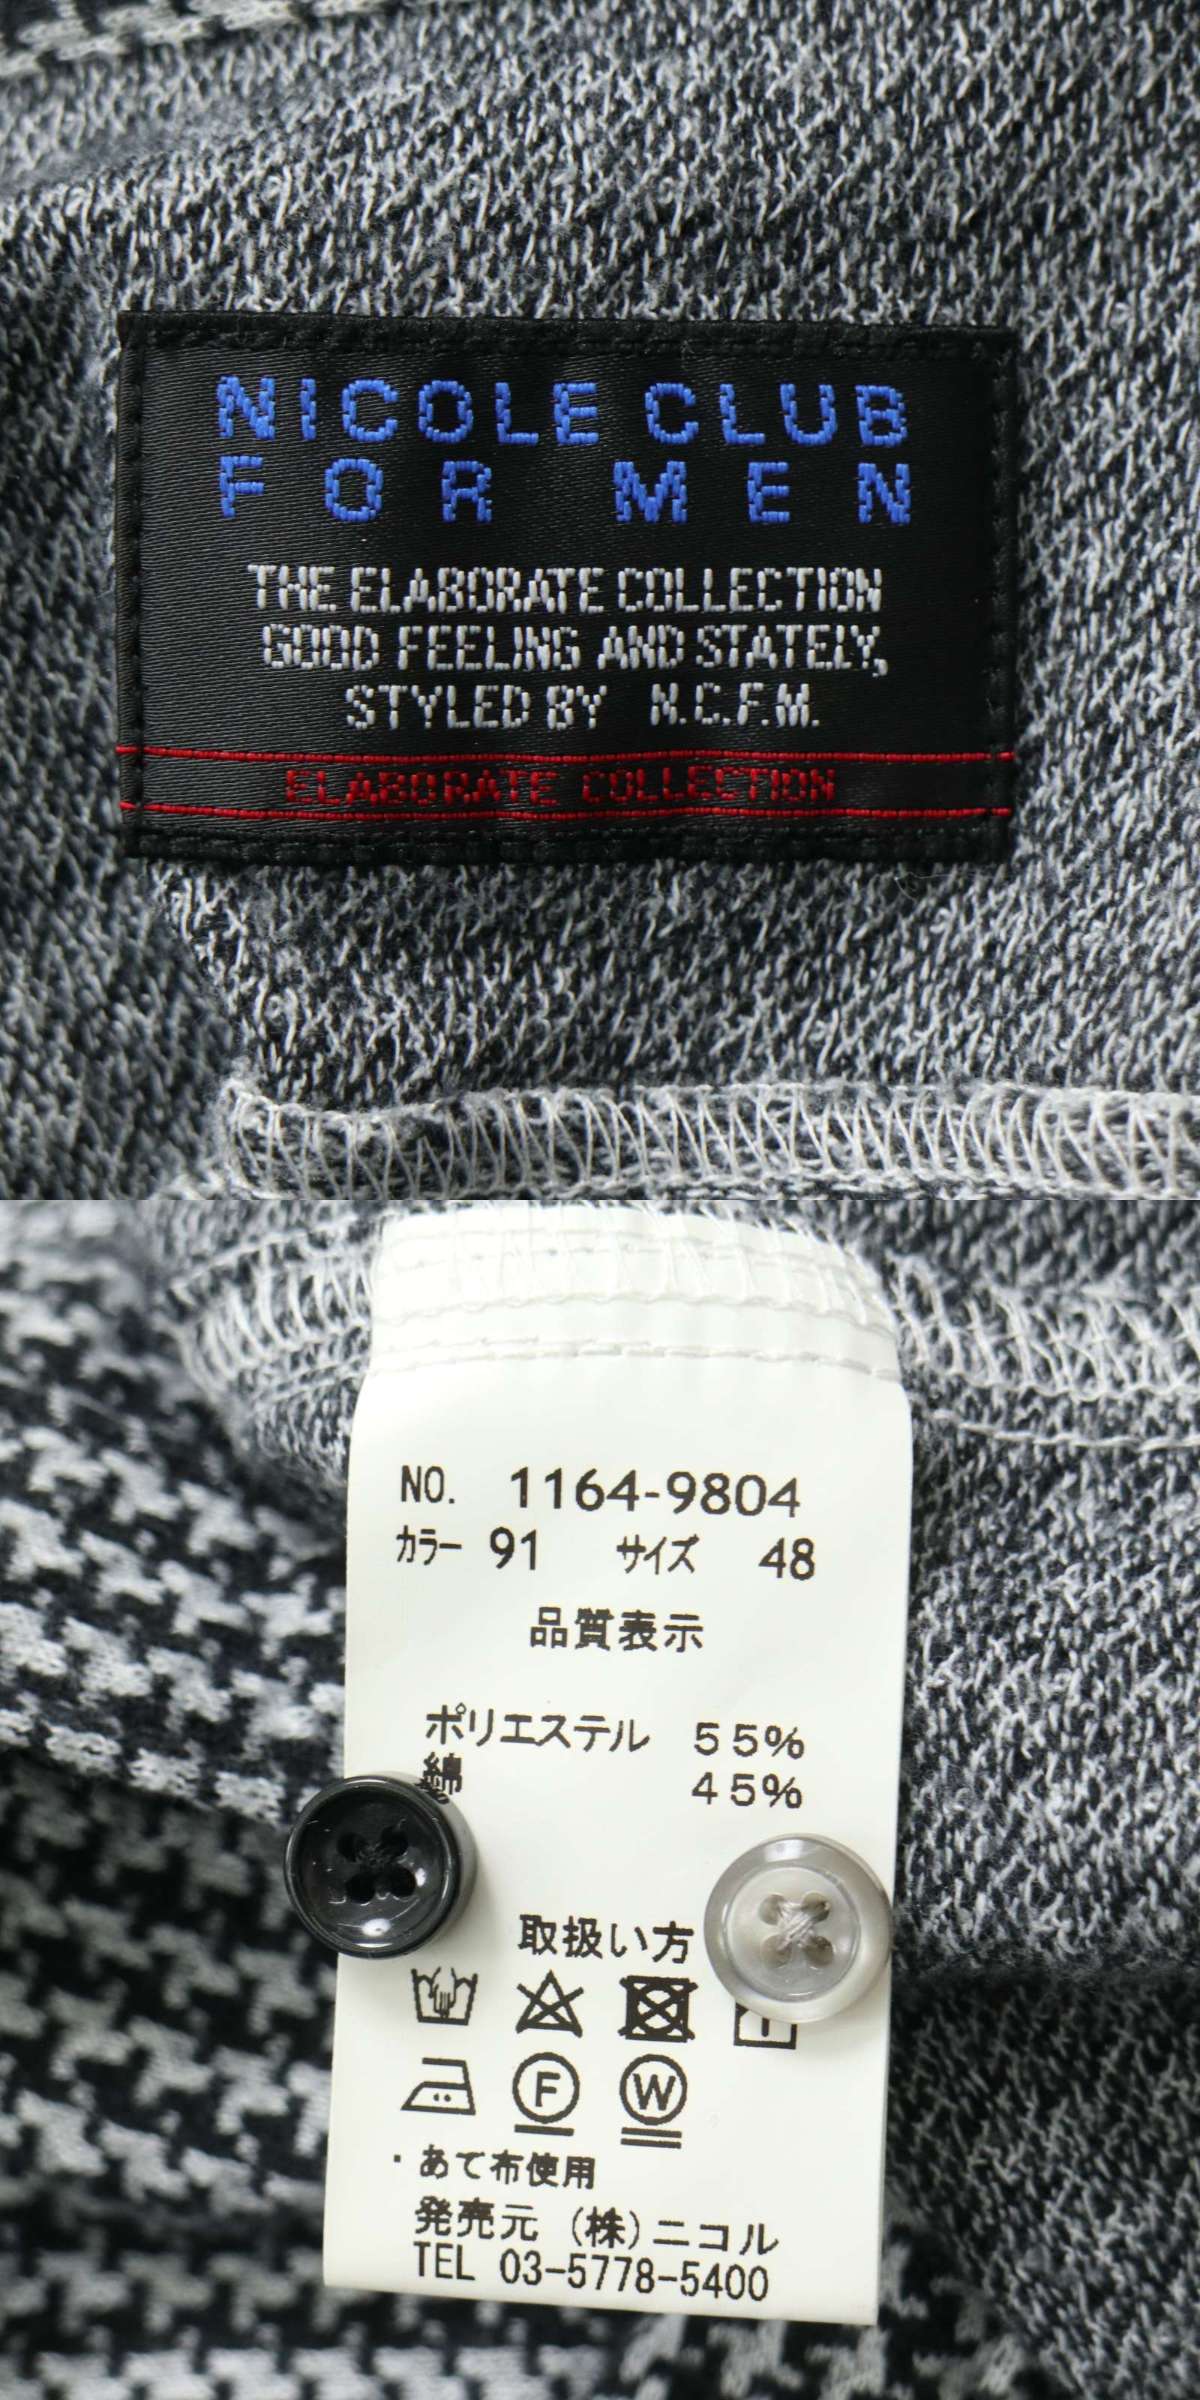 NICOLE CLUB
FOR MEN
THE ELABORATE COLLECTION
GOOD FEELING AND STATELY,
STYLED BY N.C.F.M.
ELABORATE COLLECTION
NO. 1164-9804
カラー 91 サイズ 48
品質表示
ポリエステル 55%
綿 45%
取扱い方
F W
・あて布使用
発売元 (株)ニコル
TEL 03-5778-5400